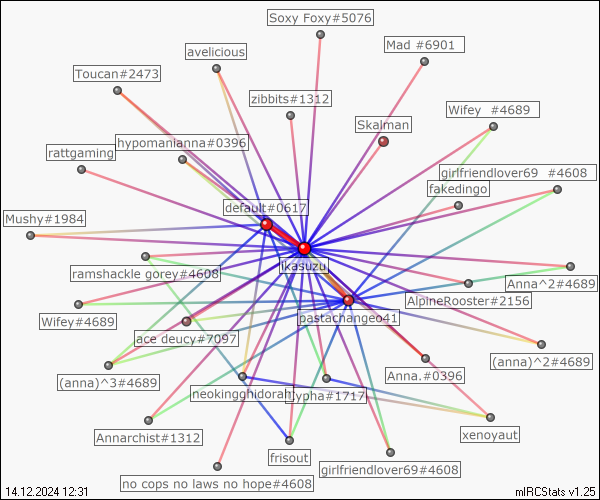 Soxy Foxy#5076
Mad #6901
avelicious
Toucan#2473
zibbits#1312
Wifey #4689
Skalman
hypomanianna#0396
rattgaming
girlfriendlover69 #4608
fakedingo
default#0617
Mushy#1984
ikasuzu
ramshackle gorey#4608
Anna^2#4689
AlpineRooster#2156
pastachange041
Wifey#4689
ace deucy#7097
(anna)^2#4689
(anna)^3#4689
Anna.#0396
neokingghidorah
typha#1717
Annarchist#1312
xenoyaut
frisout
girlfriendlover69#4608
no cops no laws no hope#4608
14.12.2024 12:31
mIRCStats v1.25